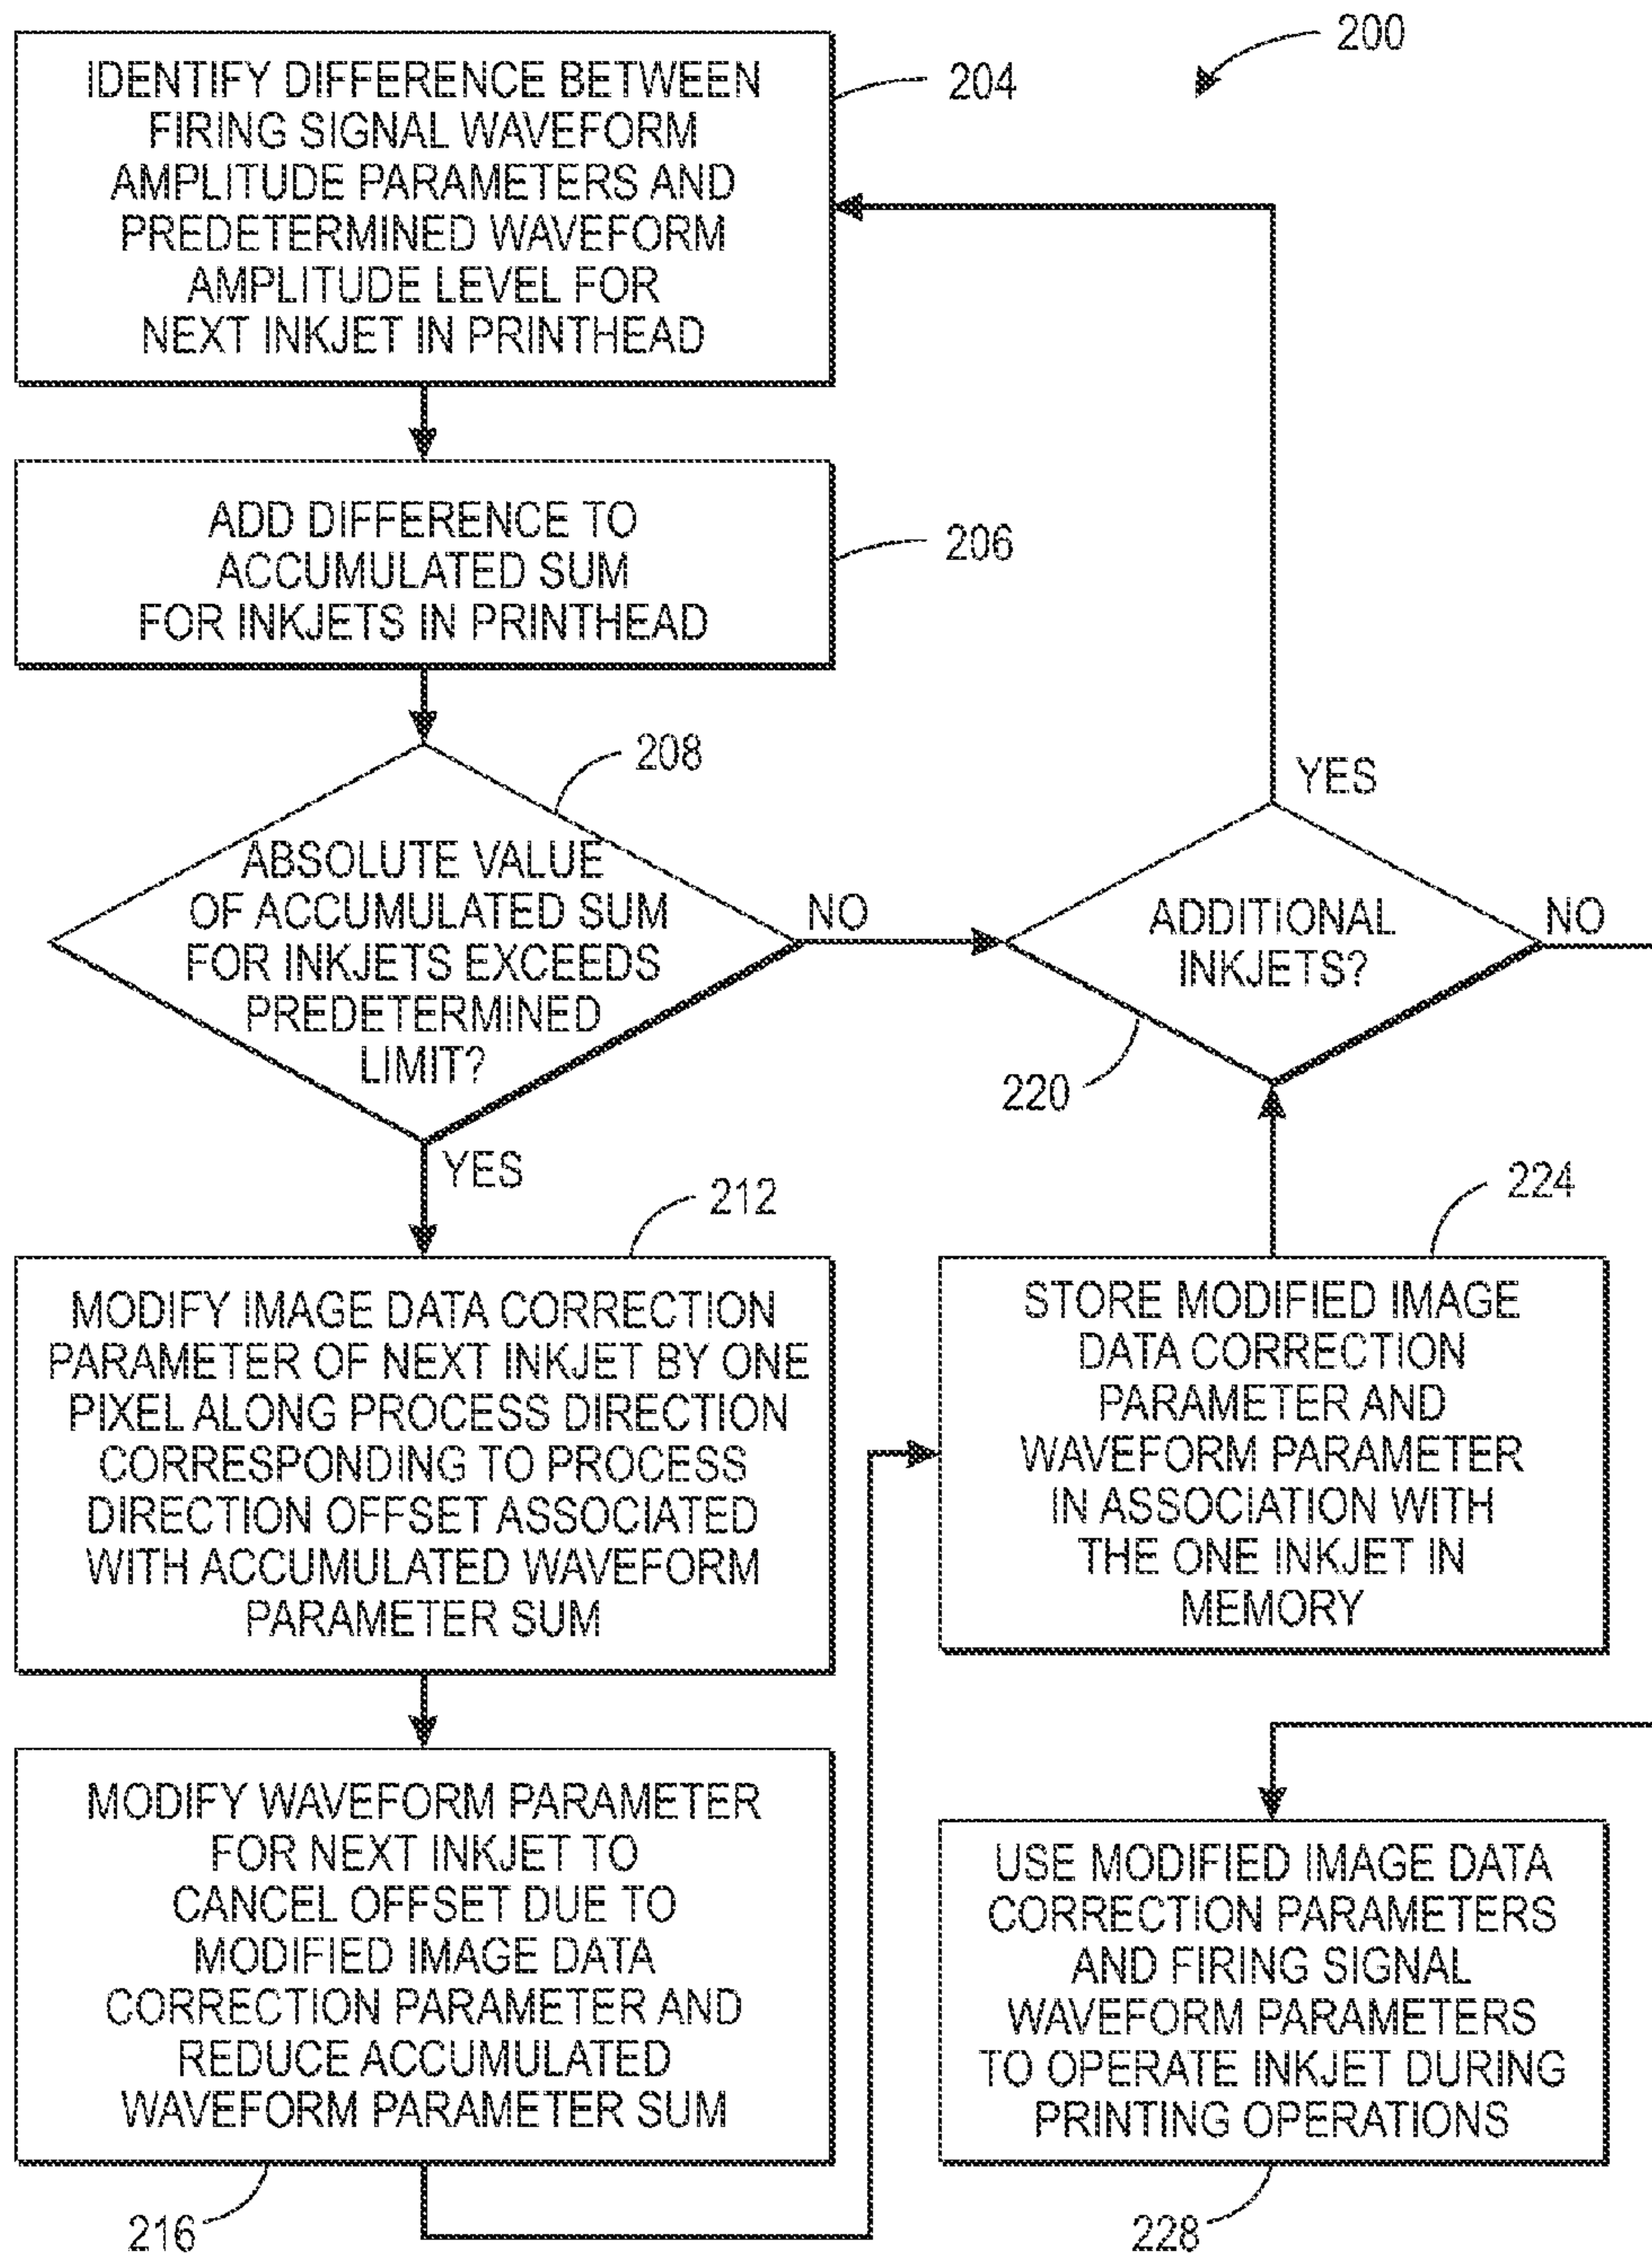 200
IDENTIFY DIFFERENCE BETWEEN
FIRING SIGNAL WAVEFORM
AMPLITUDE PARAMETERS AND
PREDETERMINED WAVEFORM
AMPLITUDE LEVEL FOR
NEXT INKJET IN PRINTHEAD
204
ADD DIFFERENCE TO
ACCUMULATED SUM
FOR INKJETS IN PRINTHEAD
206
208
ABSOLUTE VALUE
OF ACCUMULATED SUM
FOR INKJETS EXCEEDS
PREDETERMINED
LIMIT?
NO
YES
ADDITIONAL
INKJETS?
YES
NO
220
212
MODIFY IMAGE DATA CORRECTION
PARAMETER OF NEXT INKJET BY ONE
PIXEL ALONG PROCESS DIRECTION
CORRESPONDING TO PROCESS
DIRECTION OFFSET ASSOCIATED
WITH ACCUMULATED WAVEFORM
PARAMETER SUM
224
STORE MODIFIED IMAGE
DATA CORRECTION
PARAMETER AND
WAVEFORM PARAMETER
IN ASSOCIATION WITH
THE ONE INKJET IN
MEMORY
MODIFY WAVEFORM PARAMETER
FOR NEXT INKJET TO
CANCEL OFFSET DUE TO
MODIFIED IMAGE DATA
CORRECTION PARAMETER AND
REDUCE ACCUMULATED
WAVEFORM PARAMETER SUM
216
USE MODIFIED IMAGE DATA
CORRECTION PARAMETERS
AND FIRING SIGNAL
WAVEFORM PARAMETERS
TO OPERATE INKJET DURING
PRINTING OPERATIONS
228